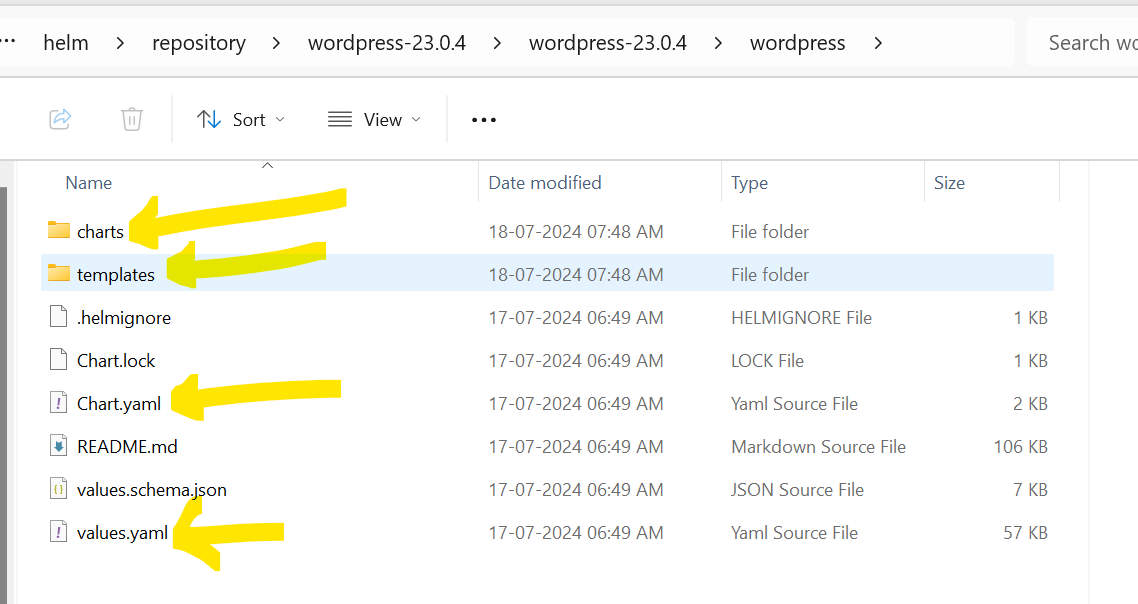 ... helm > repository > wordpress-23.0.4 > wordpress-23.0.4 > wordpress > Search wo
Sort View ...
Name Date modified Type Size
charts 18-07-2024 07:48 AM File folder
templates 18-07-2024 07:48 AM File folder
.helmignore 17-07-2024 06:49 AM HELMIGNORE File 1 KB
Chart.lock 17-07-2024 06:49 AM LOCK File 1 KB
Chart.yaml 17-07-2024 06:49 AM Yaml Source File 2 KB
README.md 17-07-2024 06:49 AM Markdown Source File 106 KB
values.schema.json 17-07-2024 06:49 AM JSON Source File 7 KB
values.yaml 17-07-2024 06:49 AM Yaml Source File 57 KB